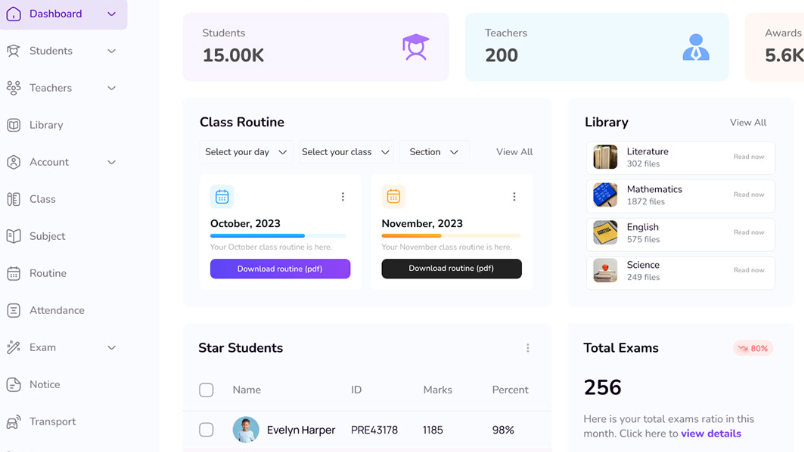 Dashboard
Students
Teachers
Library
Account
Class
Subject
Routine
Attendance
Exam
Notice
Transport
Students
15.00K
Teachers
200
Awards
5.6K
Class Routine
Select your day
Select your class
Section
View All
October, 2023
Your October class routine is here.
Download routine (pdf)
November, 2023
Your November class routine is here.
Download routine (pdf)
Library
View All
Literature
302 files
Read now
Mathematics
1872 files
Read now
English
575 files
Read now
Science
249 files
Read now
Star Students
Name ID Marks Percent
Evelyn Harper PRE43178 1185 98%
Total Exams
80%
256
Here is your total exams ratio in this
month. Click here to view details